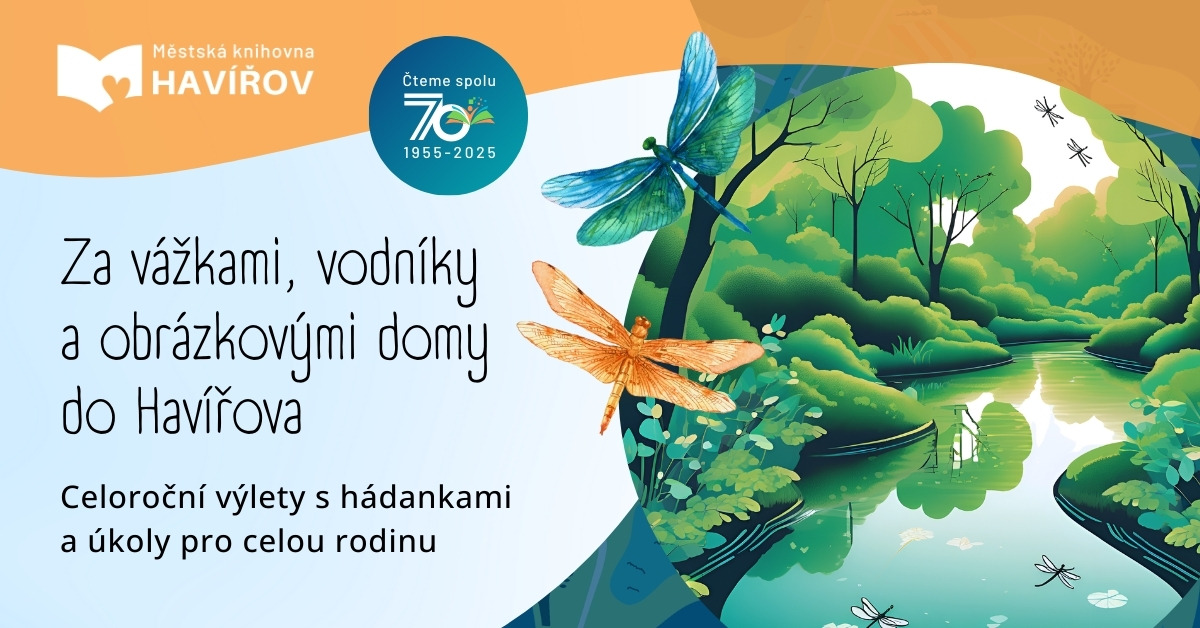 Městská knihovna
HAVÍŘOV
Čteme spolu
70
1955-2025
Za vážkami, vodníky
a obrázkovými domy
do Havířova
Celoroční výlety s hádankami
a úkoly pro celou rodinu